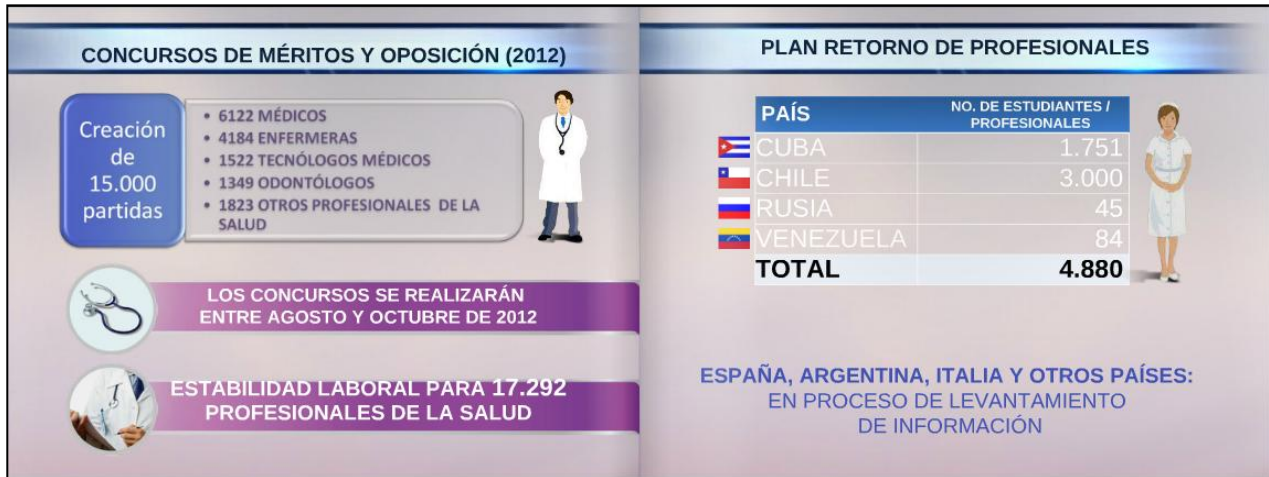 CONCURSOS DE MÉRITOS Y OPOSICIÓN (2012)
Creación
de
15.000
partidas
• 6122 MÉDICOS
• 4184 ENFERMERAS
• 1522 TECNÓLOGOS MÉDICOS
• 1349 ODONTÓLOGOS
• 1823 OTROS PROFESIONALES DE LA
SALUD
LOS CONCURSOS SE REALIZARÁN
ENTRE AGOSTO Y OCTUBRE DE 2012
ESTABILIDAD LABORAL PARA 17.292
PROFESIONALES DE LA SALUD
PLAN RETORNO DE PROFESIONALES
PAÍS NO. DE ESTUDIANTES /
PROFESIONALES
CUBA 1.751
CHILE 3.000
RUSIA 45
VENEZUELA 84
TOTAL 4.880
ESPAÑA, ARGENTINA, ITALIA Y OTROS PAÍSES:
EN PROCESO DE LEVANTAMIENTO
DE INFORMACIÓN